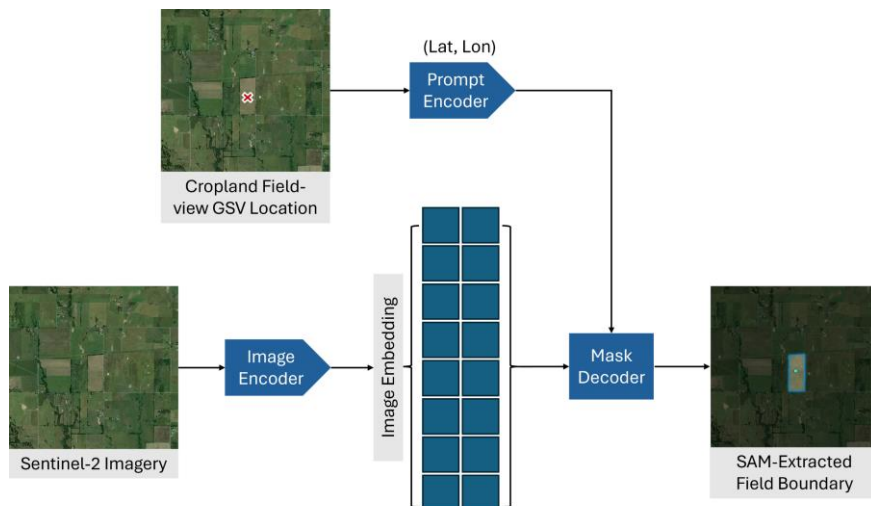 (Lat, Lon)
Prompt
Encoder
Cropland Field-
view GSV Location
Image Embedding
Image
Encoder
Mask
Decoder
Sentinel-2 Imagery
SAM-Extracted
Field Boundary